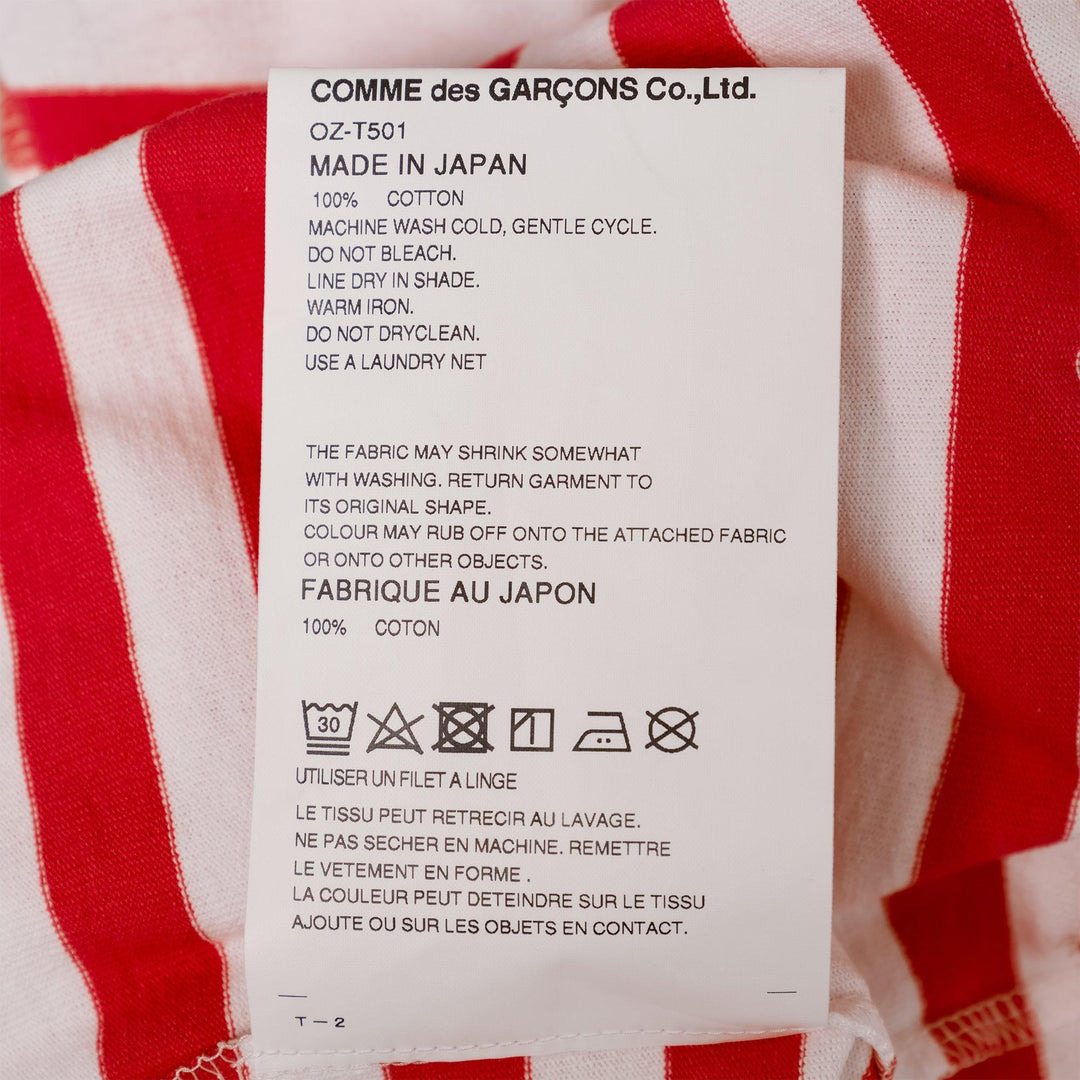 COMME des GARÇONS Co.,Ltd.
OZ-T501
MADE IN JAPAN
100% COTTON
MACHINE WASH COLD, GENTLE CYCLE.
DO NOT BLEACH.
LINE DRY IN SHADE.
WARM IRON.
DO NOT DRYCLEAN.
USE A LAUNDRY NET
THE FABRIC MAY SHRINK SOMEWHAT
WITH WASHING. RETURN GARMENT TO
ITS ORIGINAL SHAPE.
COLOUR MAY RUB OFF ONTO THE ATTACHED FABRIC
OR ONTO OTHER OBJECTS.
FABRIQUE AU JAPON
100% COTON
30
UTILISER UN FILET A LINGE
LE TISSU PEUT RETRECIR AU LAVAGE.
NE PAS SECHER EN MACHINE. REMETTRE
LE VETEMENT EN FORME .
LA COULEUR PEUT DETEINDRE SUR LE TISSU
AJOUTE OU SUR LES OBJETS EN CONTACT.
T-2